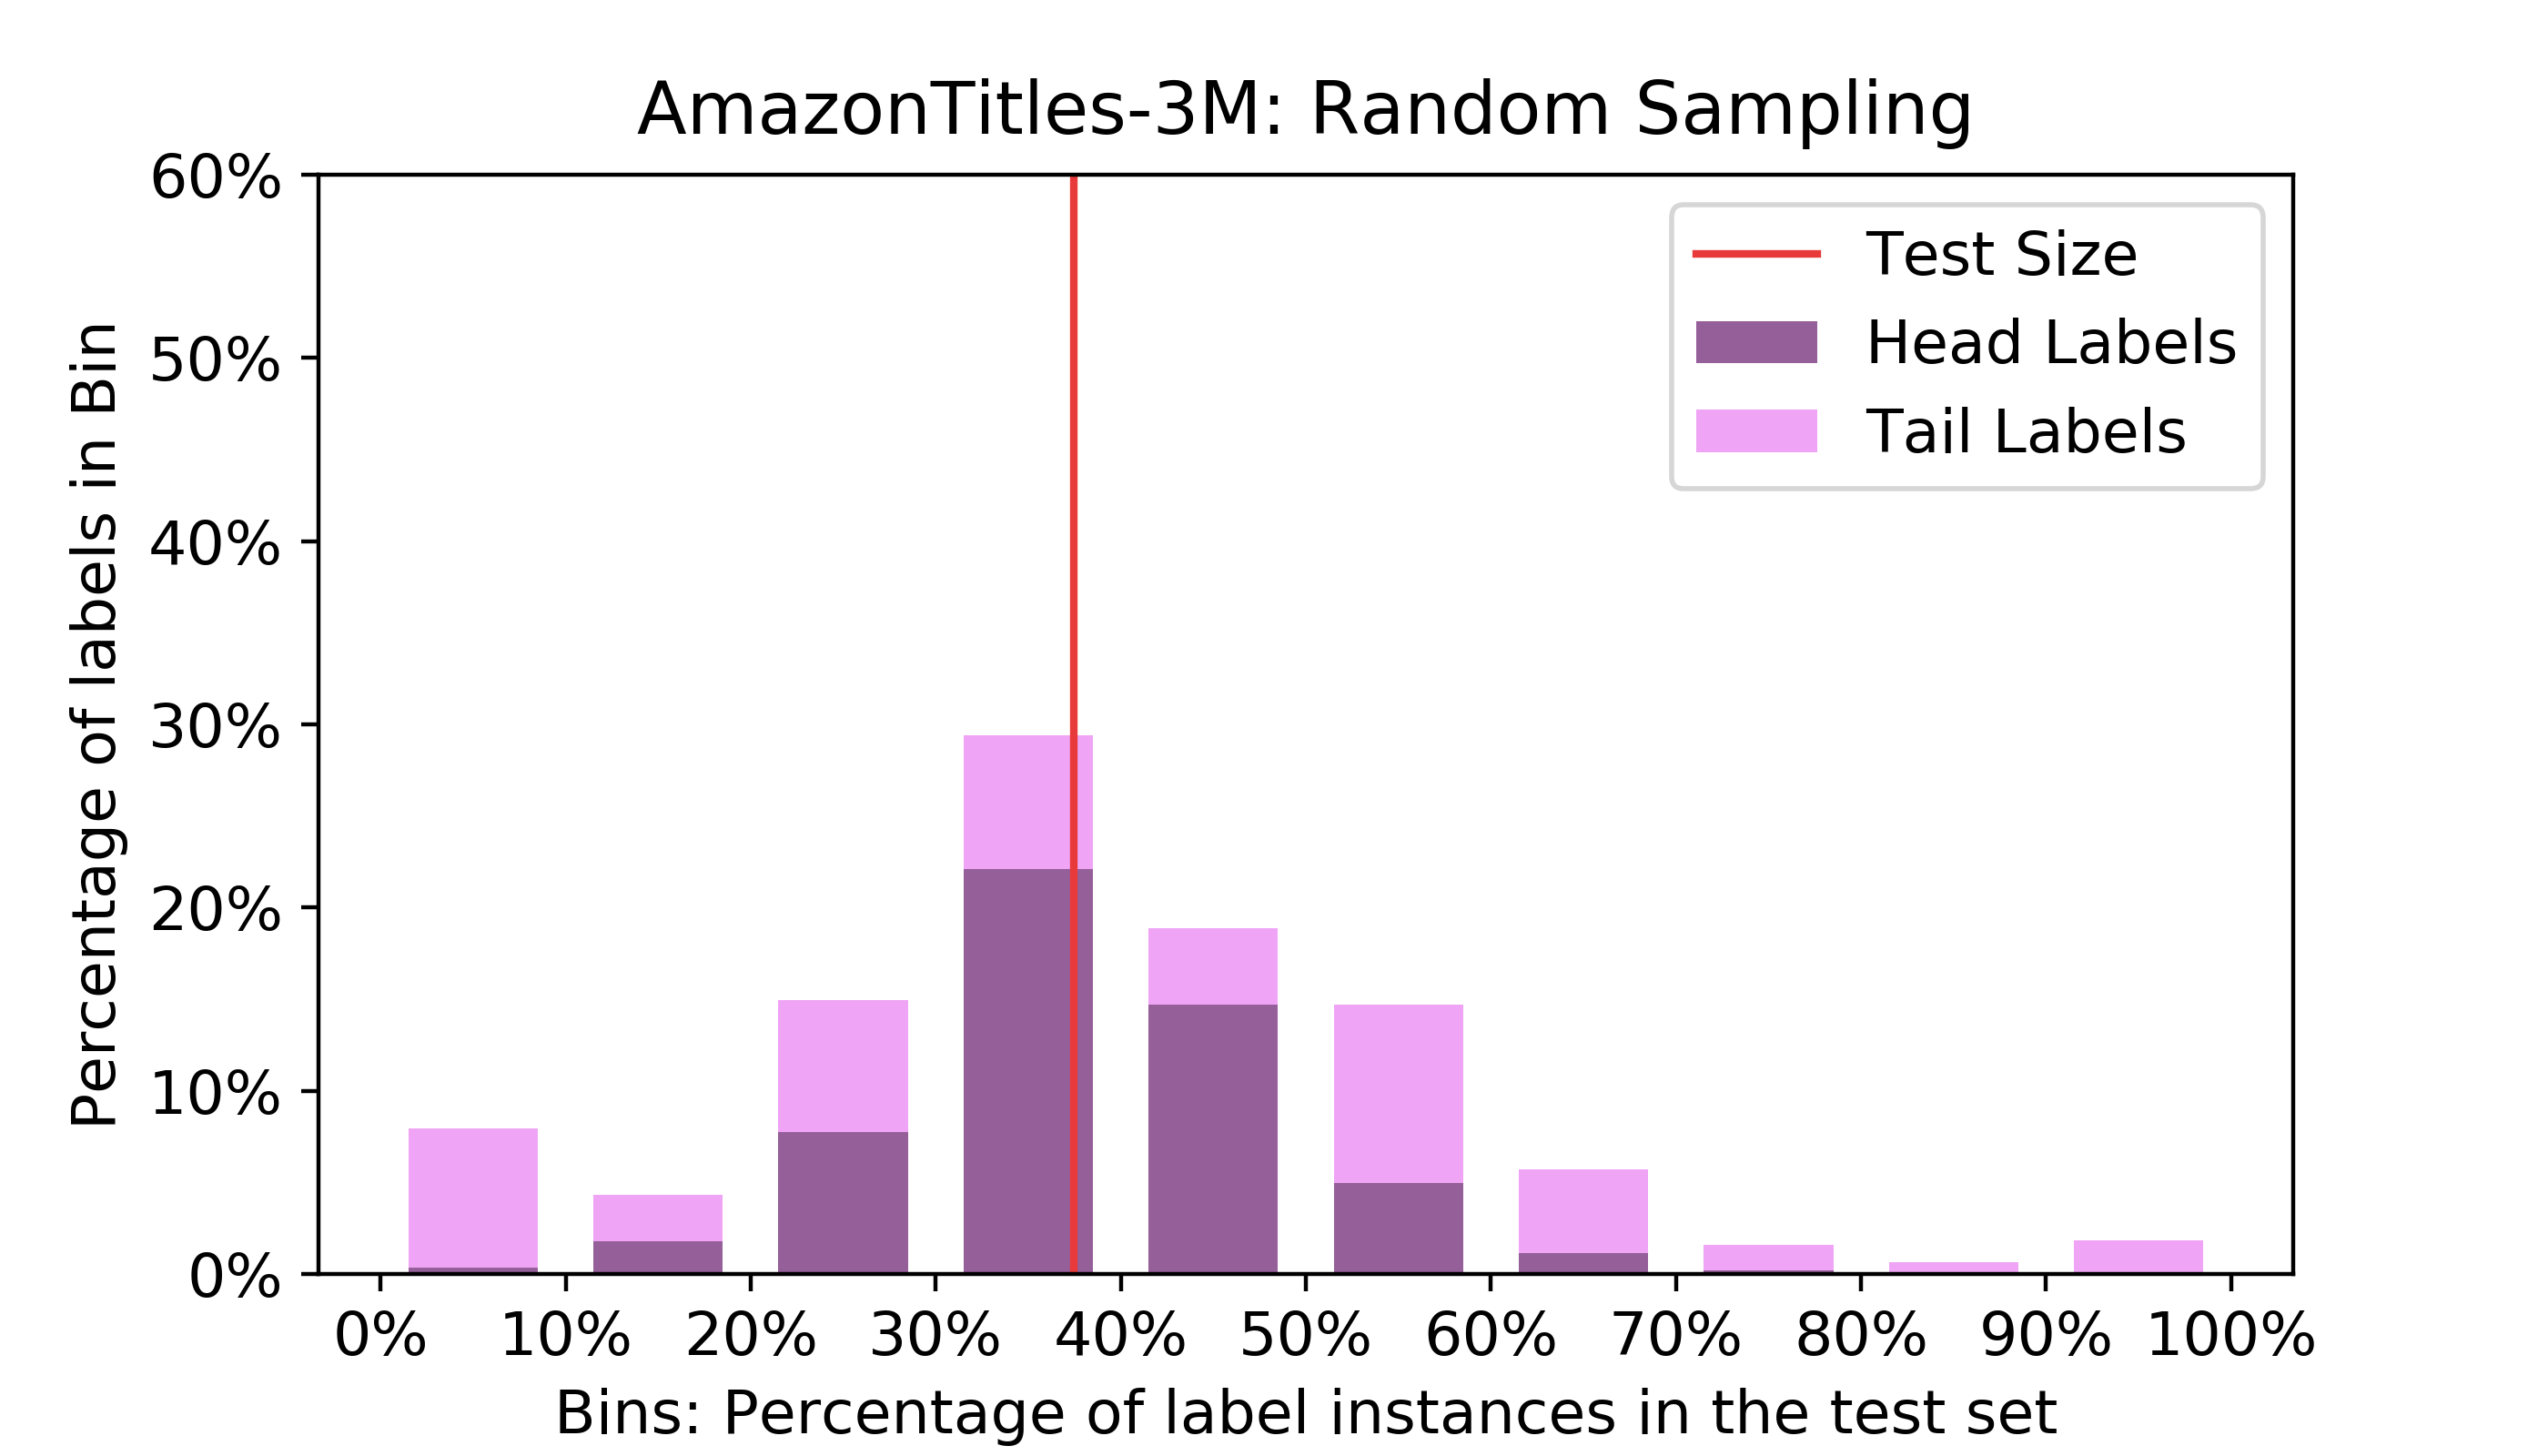 AmazonTitles-3M: Random Sampling
60%
50%
40%
30%
20%
10%
0%
Percentage of labels in Bin
Test Size
Head Labels
Tail Labels
0% 10% 20% 30% 40% 50% 60% 70% 80% 90% 100%
Bins: Percentage of label instances in the test set